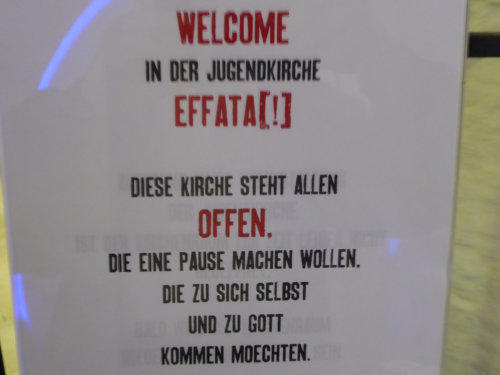 WELCOME
IN DER JUGENDKIRCHE
EFFATA[!]
DIESE KIRCHE STEHT ALLEN
OFFEN,
DIE EINE PAUSE MACHEN WOLLEN,
DIE ZU SICH SELBST
UND ZU GOTT
KOMMEN MOECHTEN.